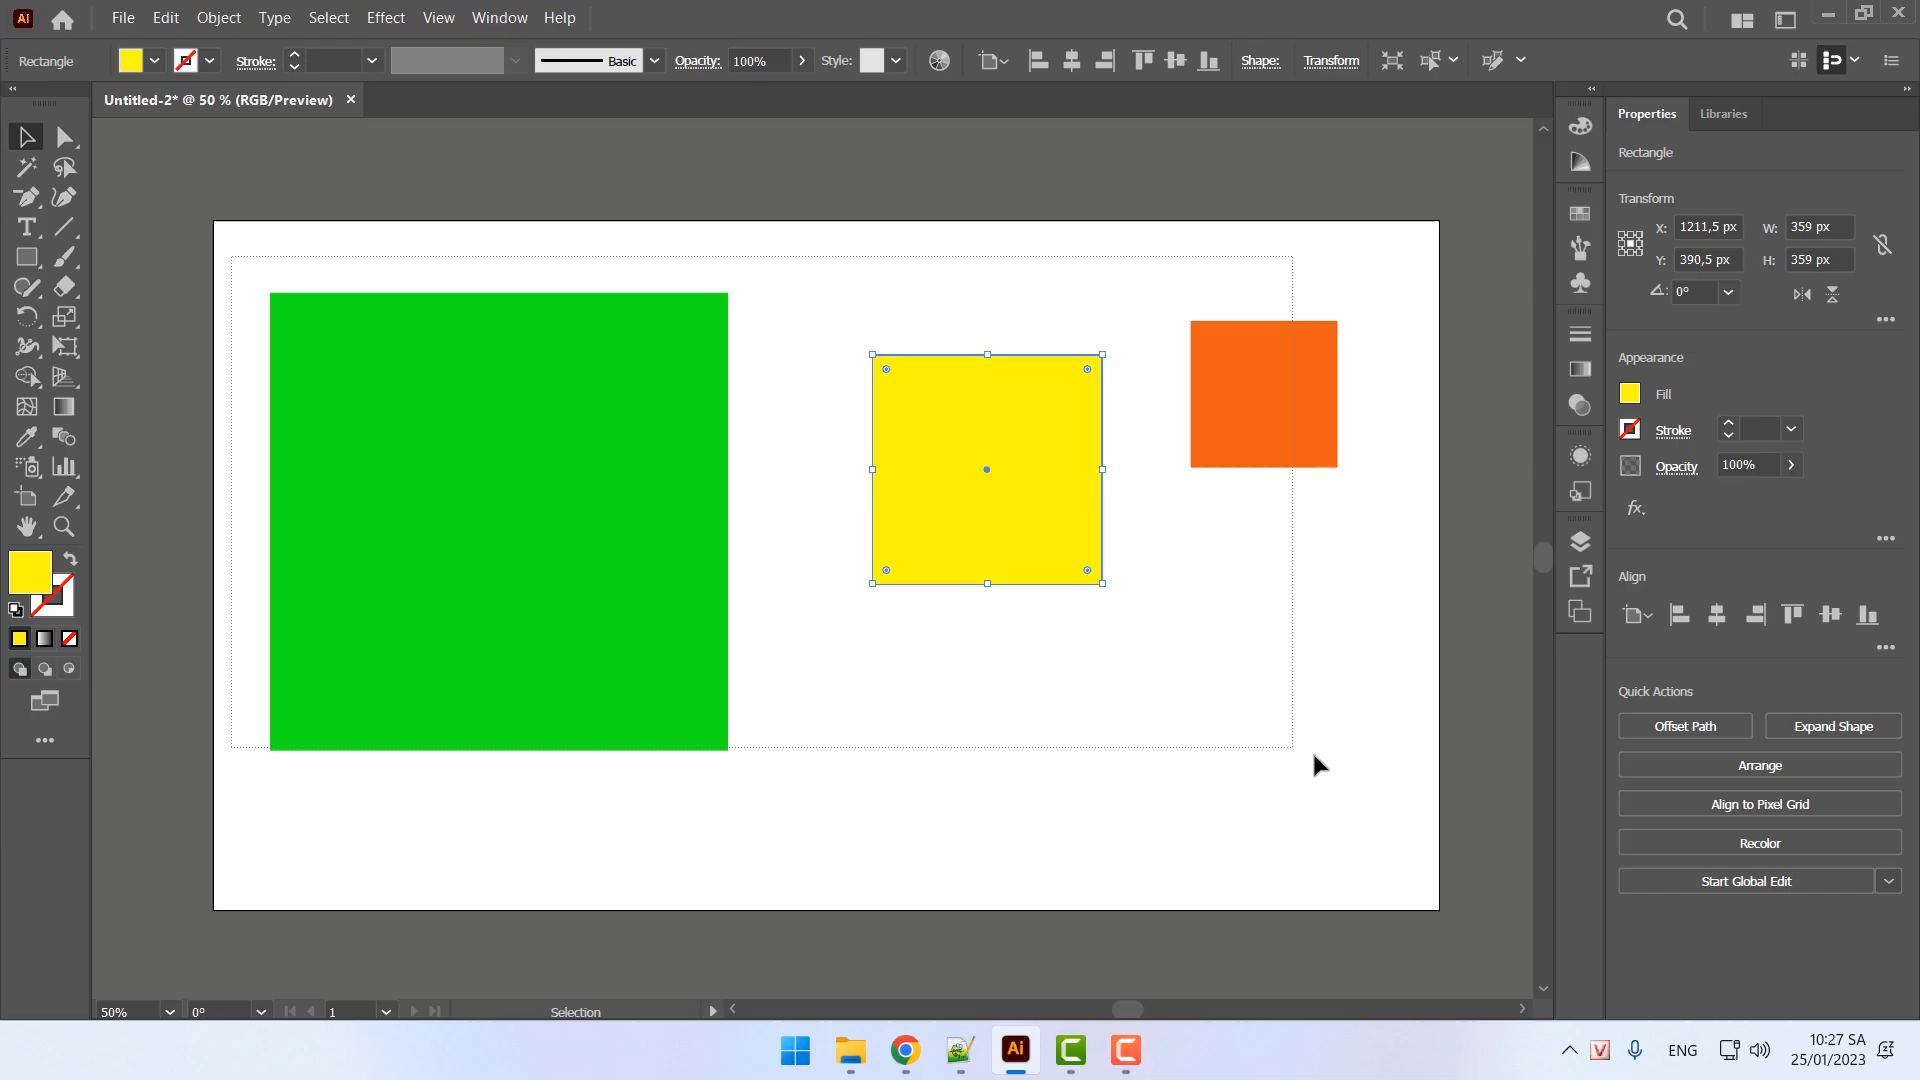 Ai File Edit Object Type Select Effect View Window Help
Rectangle Stroke: Basic Opacity: 100% Style: Shape: Transform
Untitled-2* @ 50 % (RGB/Preview)
Properties Libraries
Rectangle
Transform
X: 1211,5 px W: 359 px
Y: 390,5 px H: 359 px
0°
Appearance
Fill
Stroke
Opacity 100%
fx.
Align
Quick Actions
Offset Path Expand Shape
Arrange
Align to Pixel Grid
Recolor
Start Global Edit
50% 0° 1 Selection
Ai
V
ENG
10:27 SA
25/01/2023